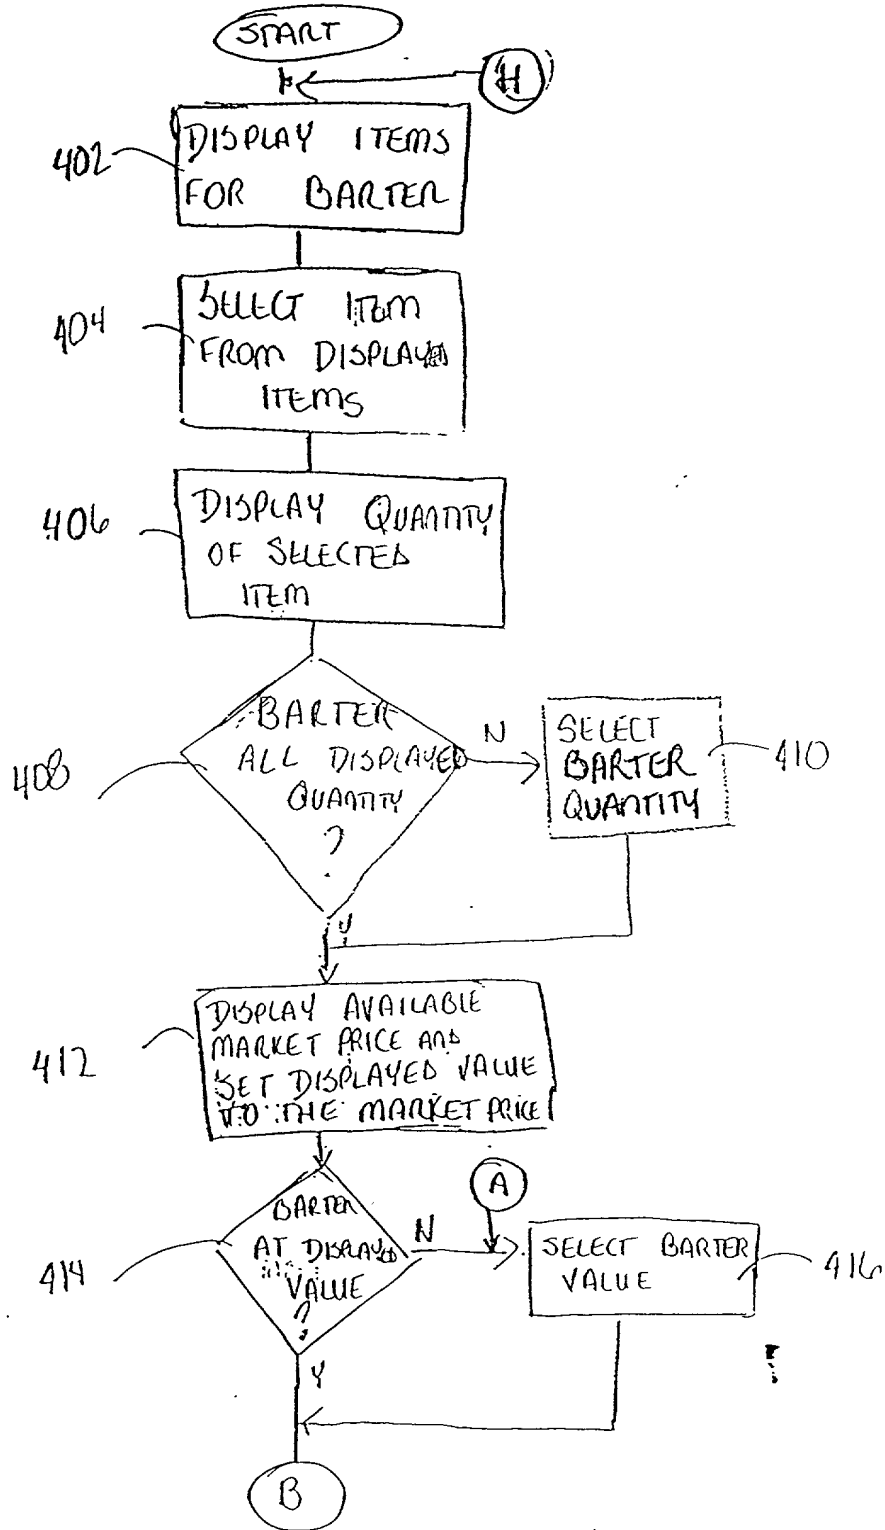 START
H
402
DISPLAY ITEMS
FOR BARTER
404
SELECT ITEM
FROM DISPLAYED
ITEMS
406
DISPLAY QUANTITY
OF SELECTED
ITEM
408
BARTER
ALL DISPLAYED
QUANTITY
?
N
SELECT
BARTER
QUANTITY
410
Y
412
DISPLAY AVAILABLE
MARKET PRICE AND
SET DISPLAYED VALUE
TO THE MARKET PRICE
414
BARTER
AT DISPLAYED
VALUE
?
N
A
SELECT BARTER
VALUE
416
Y
B